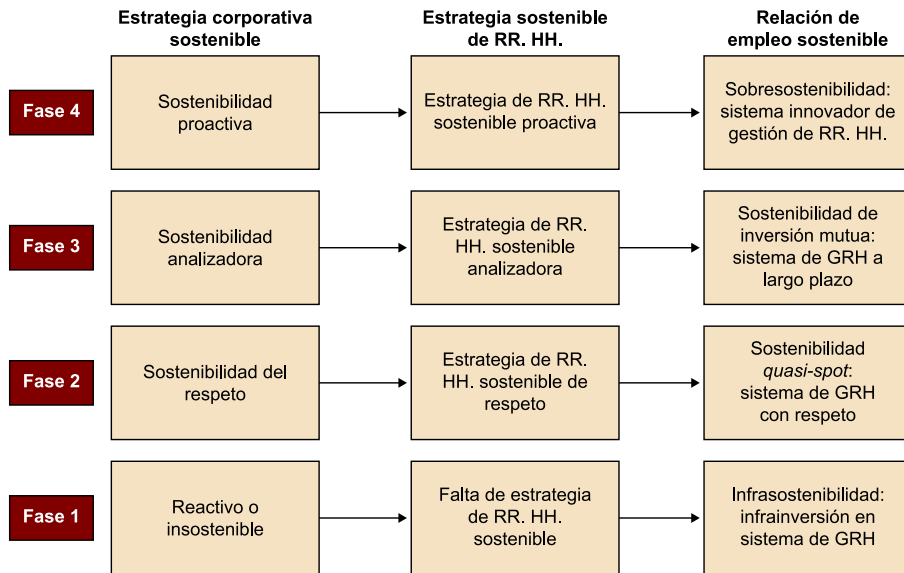 Estrategia corporativa
sostenible
Estrategia sostenible
de RR. HH.
Relación de
empleo sostenible
Fase 4
Sostenibilidad
proactiva
Estrategia de RR. HH.
sostenible proactiva
Sobresostenibilidad:
sistema innovador de
gestión de RR. HH.
Fase 3
Sostenibilidad
analizadora
Estrategia de RR.
HH. sostenible
analizadora
Sostenibilidad de
inversión mutua:
sistema de GRH a
largo plazo
Fase 2
Sostenibilidad del
respeto
Estrategia de RR.
HH. sostenible de
respeto
Sostenibilidad
quasi-spot:
sistema de GRH
con respeto
Fase 1
Reactivo o
insostenible
Falta de estrategia
de RR. HH.
sostenible
Infrasostenibilidad:
infrainversión en
sistema de GRH